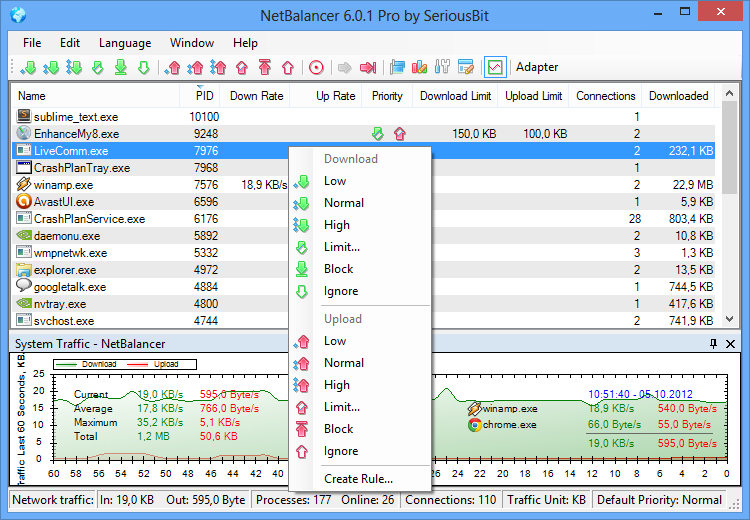 NetBalancer 6.0.1 Pro by SeriousBit
File Edit Language Window Help
Adapter
Name PID Down Rate Up Rate Priority Download Limit Upload Limit Connections Downloaded
sublime_text.exe 10100 1
EnhanceMy8.exe 9248 150,0 KB 100,0 KB 2
LiveComm.exe 7976 2 232,1 KB
CrashPlanTray.exe 7968 1
winamp.exe 7576 18,9 KB/s 2 22,9 MB
AvastUI.exe 6596 1 5,9 KB
CrashPlanService.exe 6176 28 803,4 KB
daemonu.exe 5892 2 10,8 KB
wmpnetwk.exe 5332 3 1,3 KB
explorer.exe 4972 2 13,5 KB
googletalk.exe 4884 1 744,5 KB
nvtray.exe 4800 1 417,6 KB
svchost.exe 4744 2 741,9 KB
Download
Low
Normal
High
Limit...
Block
Ignore
Upload
Low
Normal
High
Limit...
Block
Ignore
Create Rule...
System Traffic - NetBalancer
Download Upload
Traffic Last 60 Seconds, KB
25
20
15
10
5
0
Current 19,0 KB/s 595,0 Byte/s
Average 17,8 KB/s 766,0 Byte/s
Maximum 35,2 KB/s 5,1 KB/s
Total 1,2 MB 50,6 KB
10:51:40 - 05.10.2012
winamp.exe 18,9 KB/s 540,0 Byte/s
chrome.exe 66,0 Byte/s 55,0 Byte/s
19,0 KB/s 595,0 Byte/s
25
20
15
10
5
0
60 58 56 54 52 50 48 46 44 42 40 26 24 22 20 18 16 14 12 10 8 6 4 2 0
Network traffic: In: 19,0 KB Out: 595,0 Byte Processes: 177 Online: 26 Connections: 110 Traffic Unit: KB Default Priority: Normal